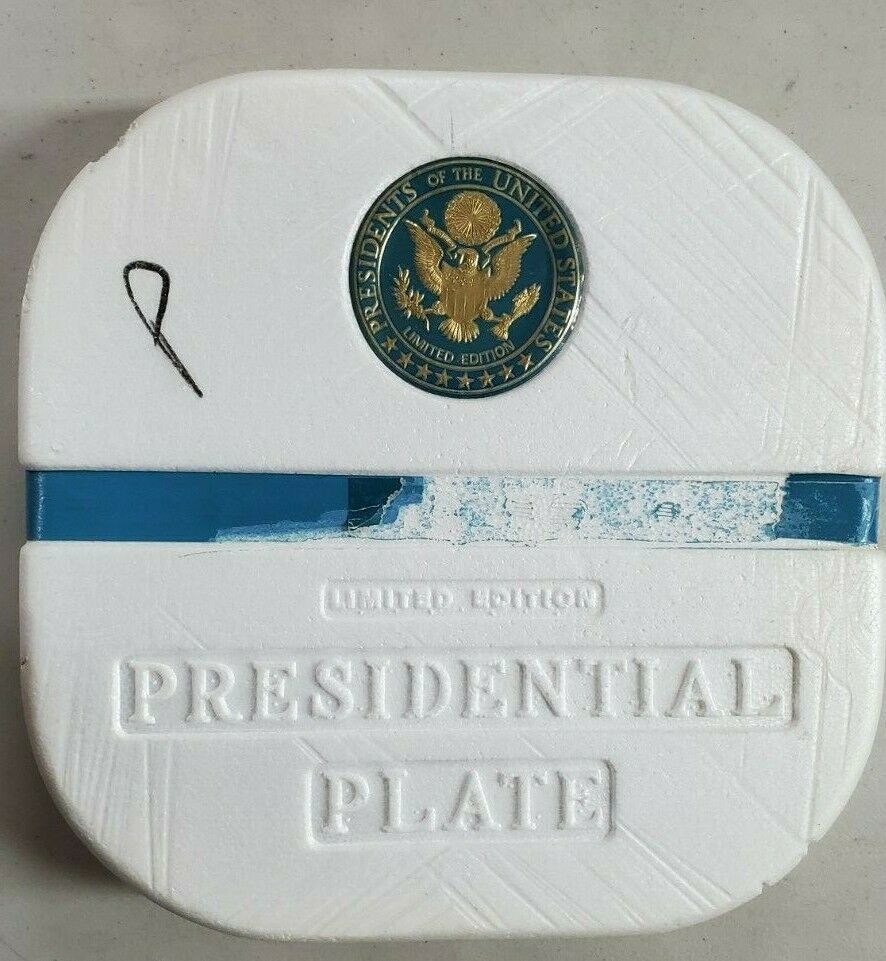 PRESIDENTS OF THE UNITED STATES
LIMITED EDITION
P
LIMITED EDITION
PRESIDENTIAL
PLATE